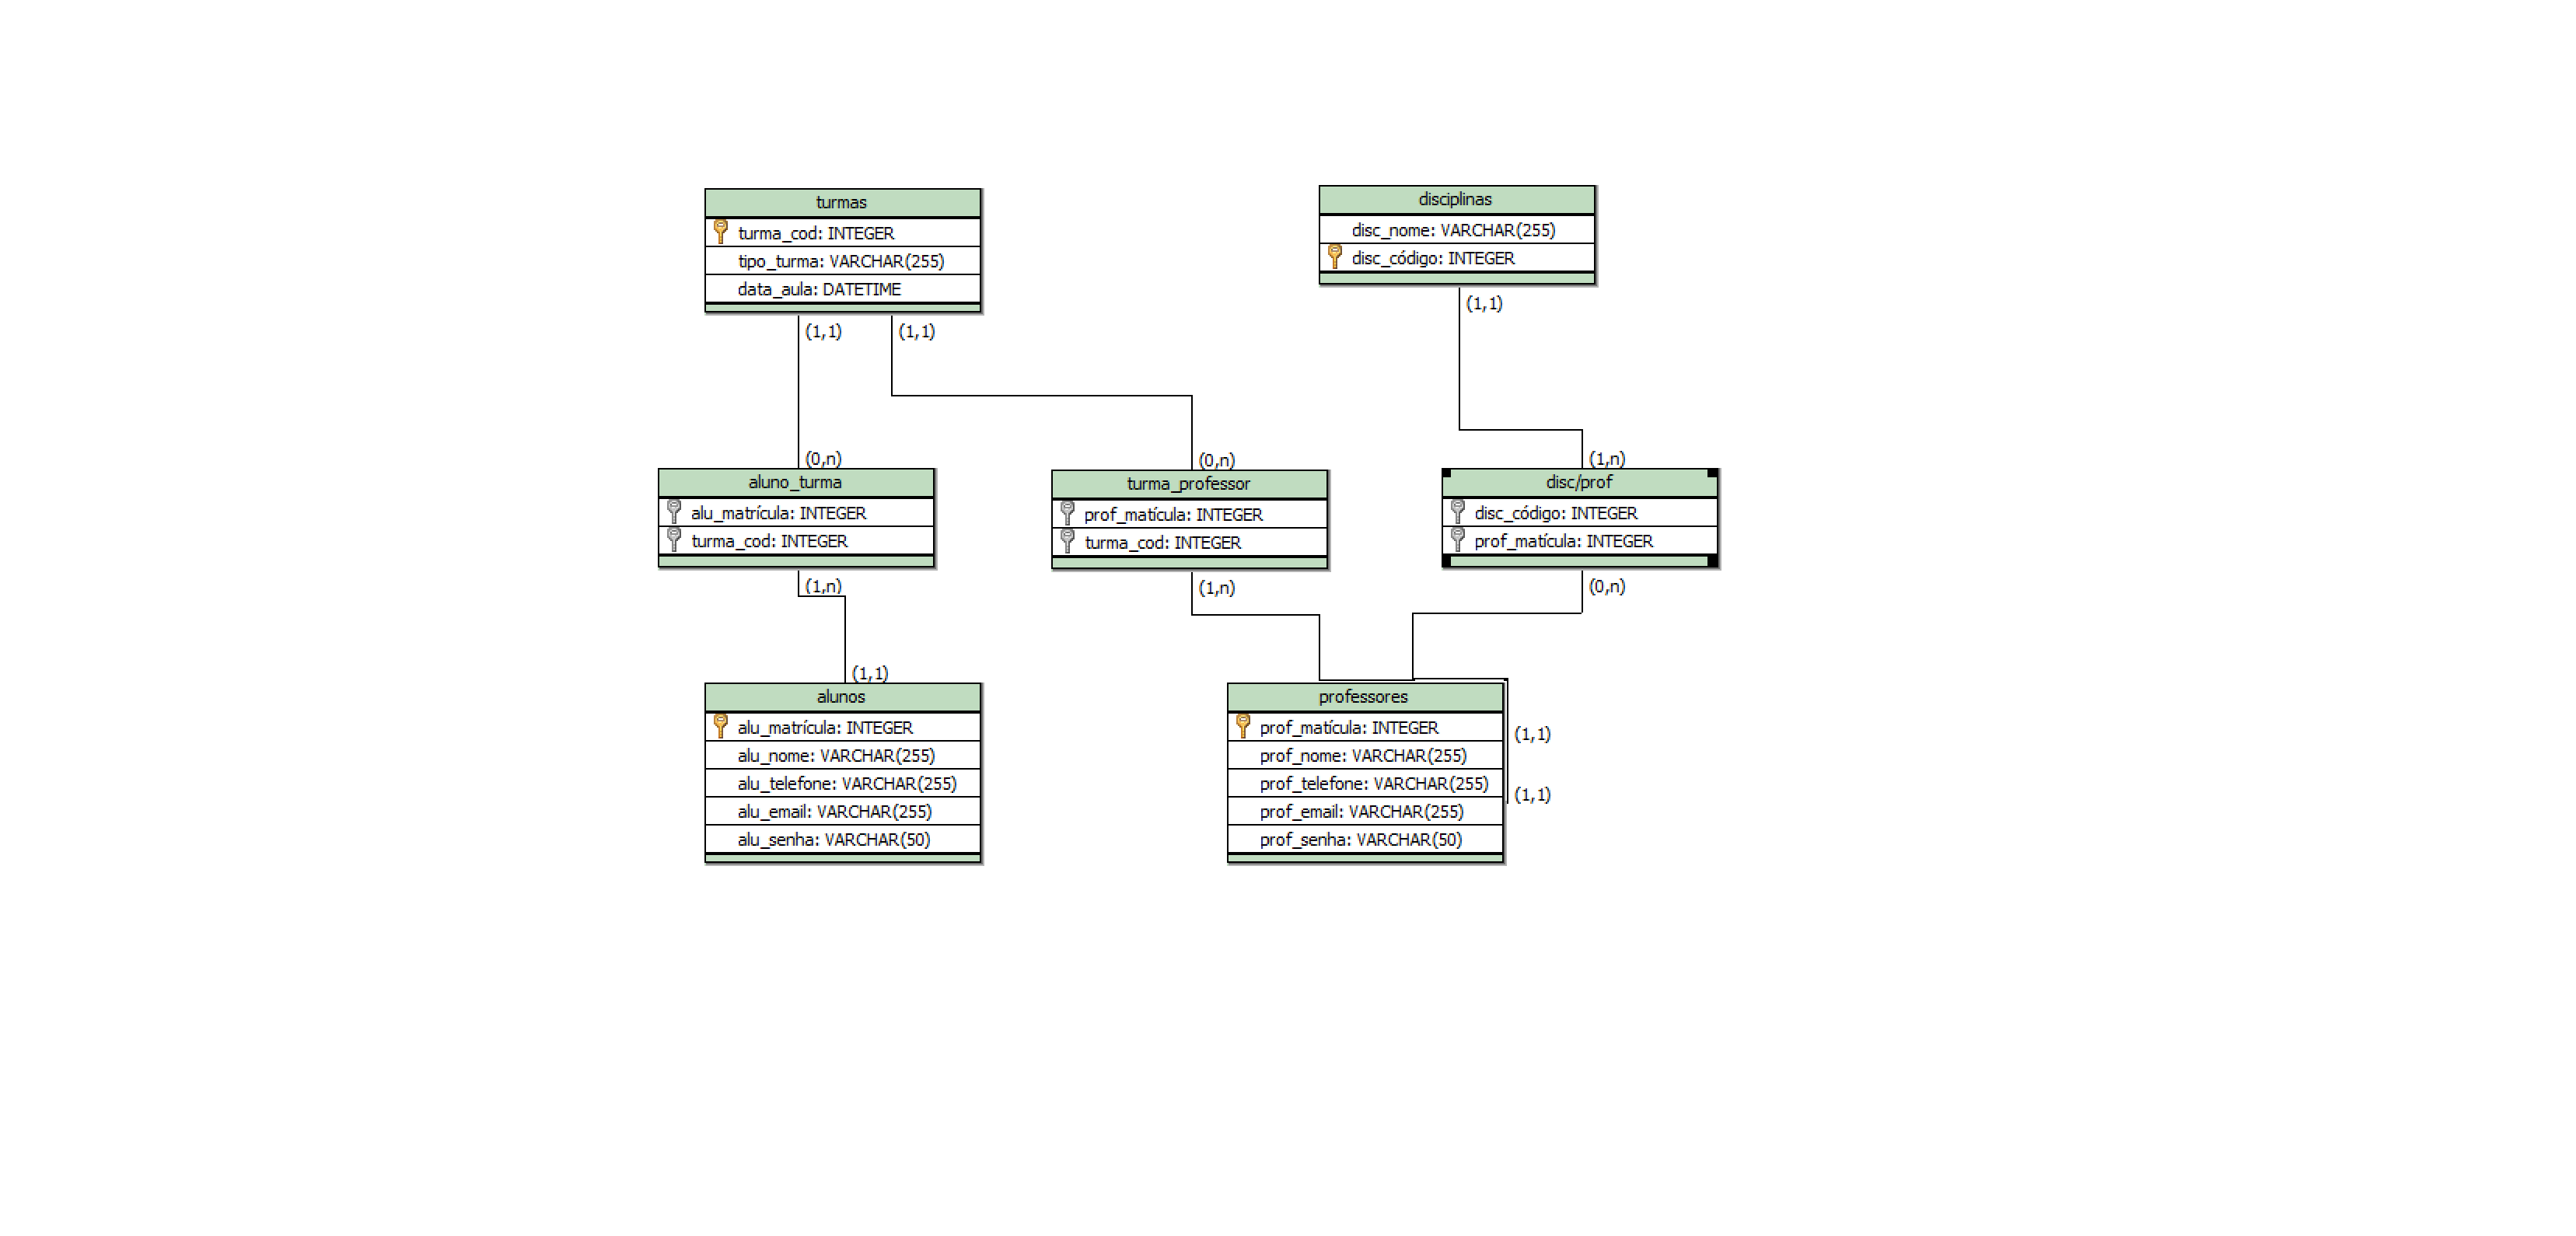 turmas
turma_cod: INTEGER
tipo_turma: VARCHAR(255)
data_aula: DATETIME
(1,1)
(1,1)
disciplinas
disc_nome: VARCHAR(255)
disc_código: INTEGER
(1,1)
(0,n)
aluno_turma
alu_matrícula: INTEGER
turma_cod: INTEGER
(1,n)
(0,n)
turma_professor
prof_matícula: INTEGER
turma_cod: INTEGER
(1,n)
(1,n)
disc/prof
disc_código: INTEGER
prof_matícula: INTEGER
(0,n)
(1,1)
alunos
alu_matrícula: INTEGER
alu_nome: VARCHAR(255)
alu_telefone: VARCHAR(255)
alu_email: VARCHAR(255)
alu_senha: VARCHAR(50)
professores
prof_matícula: INTEGER
prof_nome: VARCHAR(255)
prof_telefone: VARCHAR(255)
prof_email: VARCHAR(255)
prof_senha: VARCHAR(50)
(1,1)
(1,1)